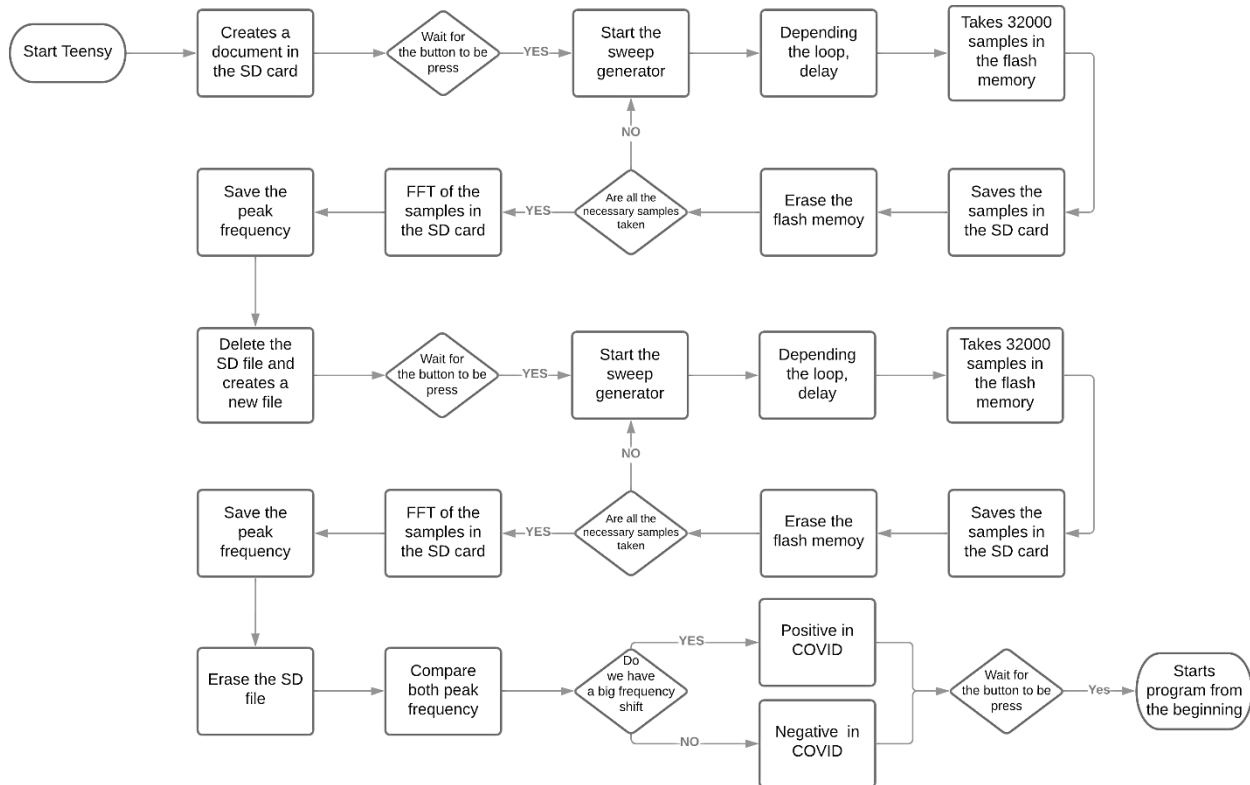 Start Teensy
Creates a
document in
the SD card
Wait for
the button to be
press
YES
Start the
sweep
generator
Depending
the loop,
delay
Takes 32000
samples in
the flash
memory
NO
Save the
peak
frequency
FFT of the
samples in
the SD card
YES
Are all the
necessary samples
taken
Erase the
flash memoy
Saves the
samples in
the SD card
Delete the
SD file and
creates a
new file
Wait for
the button to be
press
YES
Start the
sweep
generator
Depending
the loop,
delay
Takes 32000
samples in
the flash
memory
NO
Save the
peak
frequency
FFT of the
samples in
the SD card
YES
Are all the
necessary samples
taken
Erase the
flash memoy
Saves the
samples in
the SD card
Erase the SD
file
Compare
both peak
frequency
Do
we have
a big frequency
shift
YES
Positive in
COVID
NO
Negative in
COVID
Wait for
the button to be
press
Yes
Starts
program from
the beginning